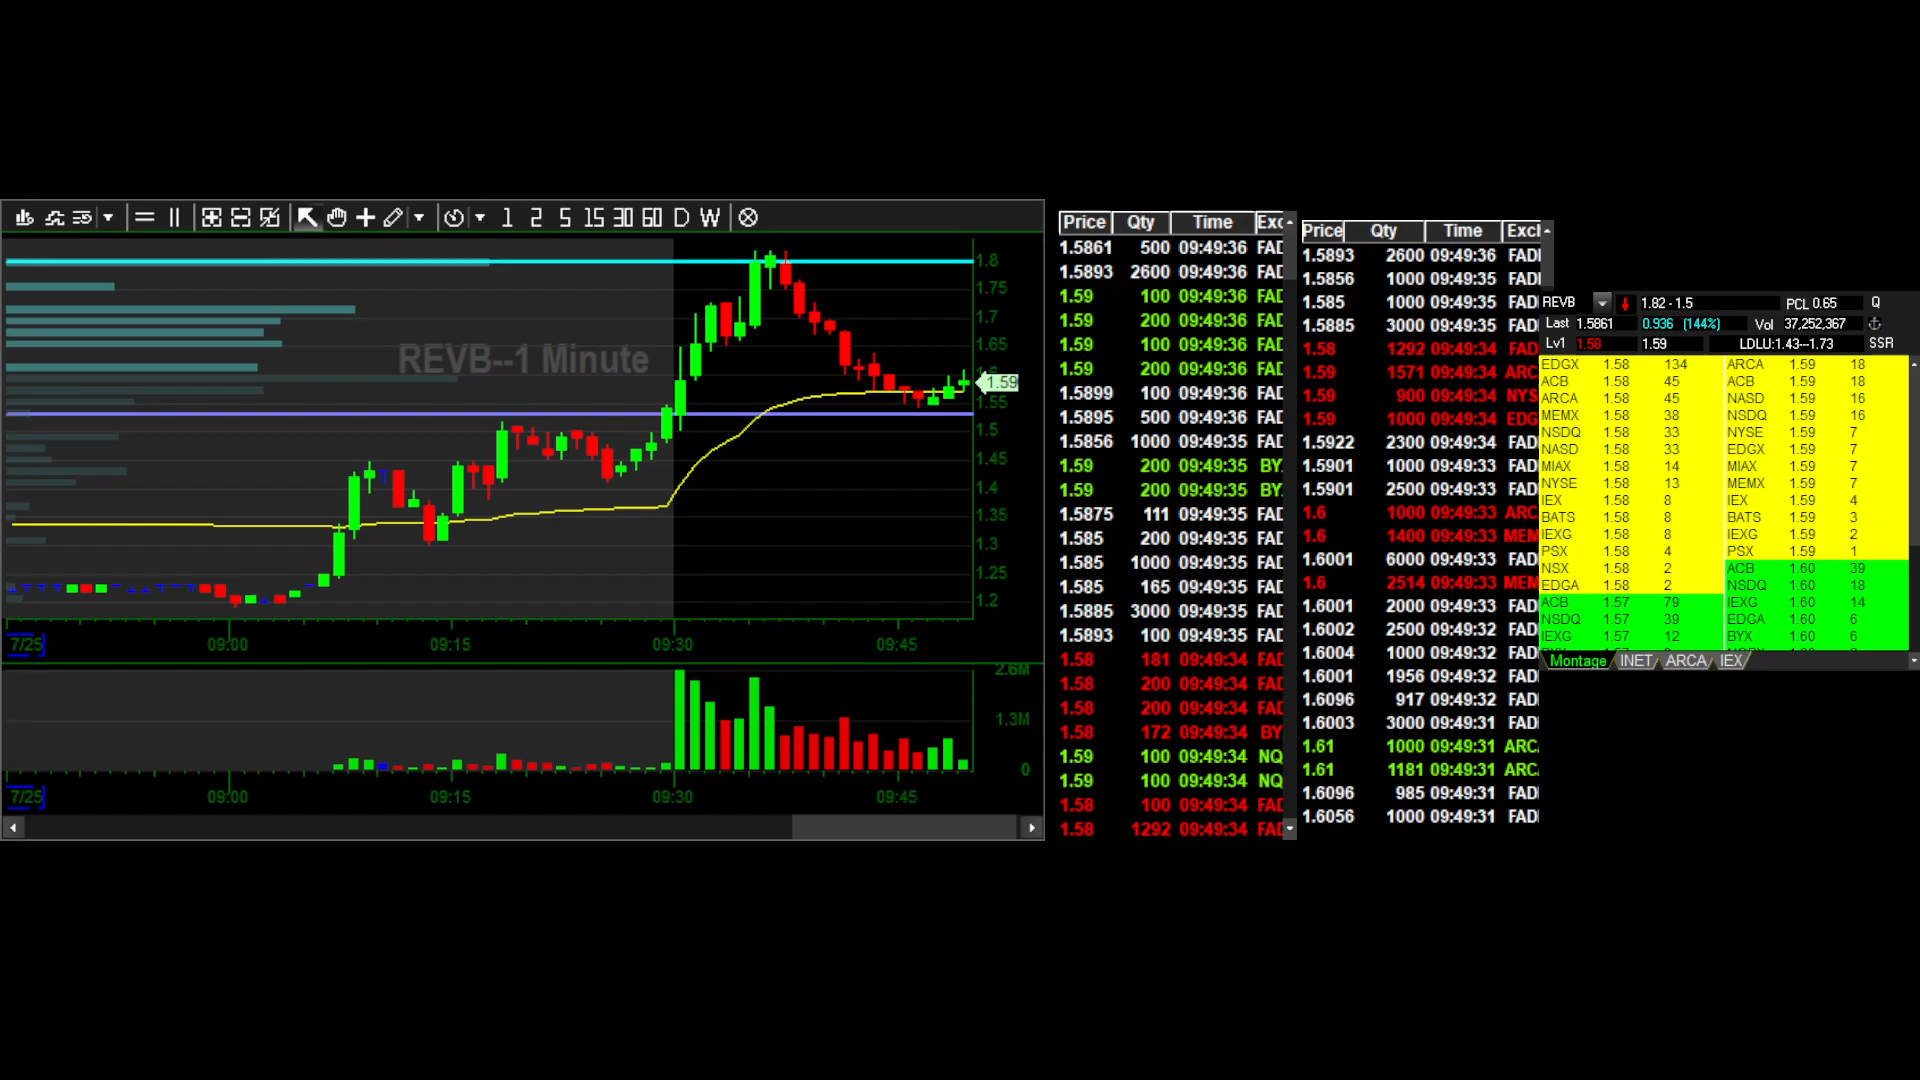 1 2 5 15 30 60 D W
REVB--1 Minute
1.8
1.75
1.7
1.65
1.59
1.55
1.5
1.45
1.4
1.35
1.3
1.25
1.2
7/25 09:00 09:15 09:30 09:45
2.6M
1.3M
0
7/25 09:00 09:15 09:30 09:45
Price Qty Time Exc
1.5861 500 09:49:36 FAD
1.5893 2600 09:49:36 FAD
1.59 100 09:49:36 FAD
1.59 200 09:49:36 FAD
1.59 100 09:49:36 FAD
1.59 200 09:49:36 FAD
1.5899 100 09:49:36 FAD
1.5895 500 09:49:36 FAD
1.5856 1000 09:49:35 FAD
1.59 200 09:49:35 BY
1.59 200 09:49:35 BY
1.5875 111 09:49:35 FAD
1.585 200 09:49:35 FAD
1.585 1000 09:49:35 FAD
1.585 165 09:49:35 FAD
1.5885 3000 09:49:35 FAD
1.5893 100 09:49:35 FAD
1.58 181 09:49:34 FAD
1.58 200 09:49:34 FAD
1.58 200 09:49:34 FAD
1.58 172 09:49:34 BY
1.59 100 09:49:34 NQ
1.59 100 09:49:34 NQ
1.58 100 09:49:34 FAD
1.58 1292 09:49:34 FAD
Price Qty Time Excl
1.5893 2600 09:49:36 FAD
1.5856 1000 09:49:35 FAD
1.585 1000 09:49:35 FAD
1.5885 3000 09:49:35 FAD
1.58 1292 09:49:34 FAD
1.59 1571 09:49:34 ARC
1.59 900 09:49:34 NYS
1.59 1000 09:49:34 EDG
1.5922 2300 09:49:34 FAD
1.5901 1000 09:49:33 FAD
1.5901 2500 09:49:33 FAD
1.6 1000 09:49:33 ARC
1.6 1400 09:49:33 MEM
1.6001 6000 09:49:33 FAD
1.6 2514 09:49:33 MEM
1.6001 2000 09:49:33 FAD
1.6002 2500 09:49:32 FAD
1.6004 1000 09:49:32 FAD
1.6001 1956 09:49:32 FAD
1.6096 917 09:49:32 FAD
1.6003 3000 09:49:31 FAD
1.61 1000 09:49:31 ARC
1.61 1181 09:49:31 ARC
1.6096 985 09:49:31 FAD
1.6056 1000 09:49:31 FAD
REVB 1.82 - 1.5 PCL 0.65 Q
Last 1.5861 0.936 (144%) Vol 37,252,367
Lv1 1.58 1.59 LDLU:1.43--1.73 SSR
EDGX 1.58 134 ARCA 1.59 18
ACB 1.58 45 ACB 1.59 18
ARCA 1.58 45 NASD 1.59 16
MEMX 1.58 38 NSDQ 1.59 16
NSDQ 1.58 33 NYSE 1.59 7
NASD 1.58 33 EDGX 1.59 7
MIAX 1.58 14 MIAX 1.59 7
NYSE 1.58 13 MEMX 1.59 7
IEX 1.58 8 IEX 1.59 4
BATS 1.58 8 BATS 1.59 3
IEXG 1.58 8 IEXG 1.59 2
PSX 1.58 4 PSX 1.59 1
NSX 1.58 2 ACB 1.60 39
EDGA 1.58 2 NSDQ 1.60 18
ACB 1.57 79 IEXG 1.60 14
NSDQ 1.57 39 EDGA 1.60 6
IEXG 1.57 12 BYX 1.60 6
Montage INET ARCA IEX